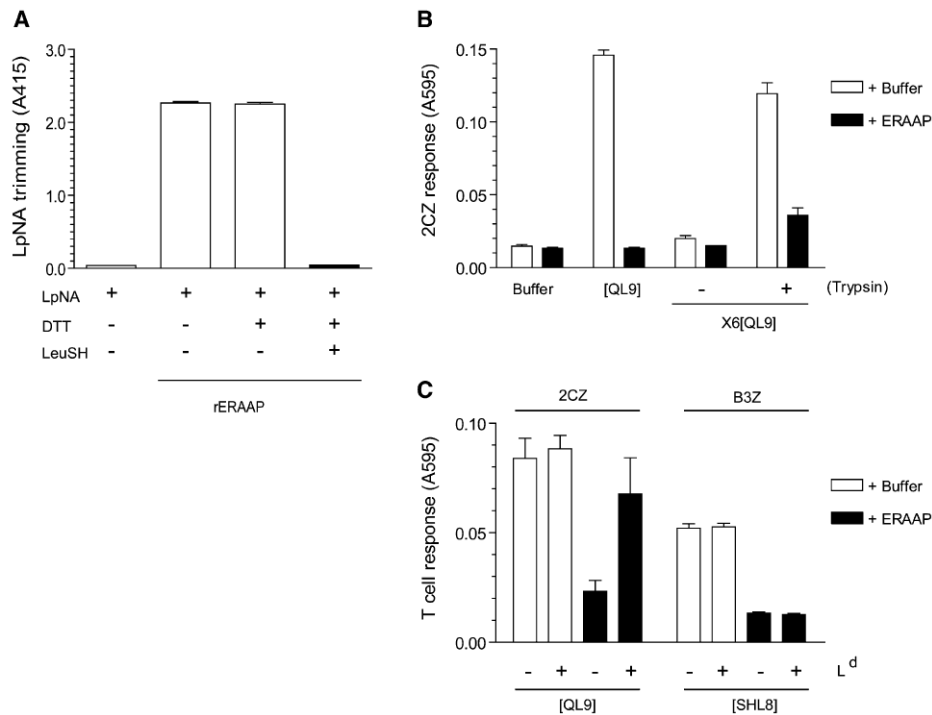 A
LpNA trimming (A415)
3.0
2.0
1.0
0.0
LpNA + + + +
DTT - - + +
LeuSH - - - +
rERAAP
B
2CZ response (A595)
0.15
0.10
0.05
0.00
+ Buffer
+ ERAAP
Buffer [QL9] - + (Trypsin)
X6[QL9]
C
2CZ B3Z
T cell response (A595)
0.10
0.05
0.00
+ Buffer
+ ERAAP
- + - + - + - + L d
[QL9] [SHL8]